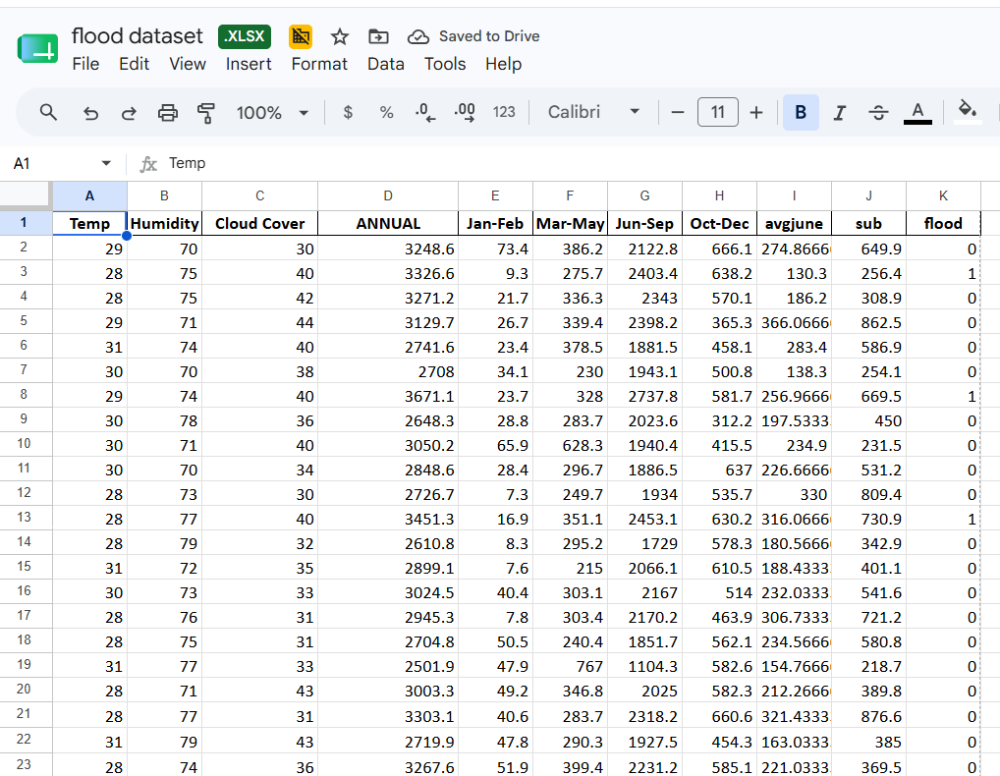 flood dataset .XLSX Saved to Drive
File Edit View Insert Format Data Tools Help
100% $ % .0 .00 123 Calibri 11 B I S A
A1 fx Temp
A B C D E F G H I J K
1 Temp Humidity Cloud Cover ANNUAL Jan-Feb Mar-May Jun-Sep Oct-Dec avgjune sub flood
2 29 70 30 3248.6 73.4 386.2 2122.8 666.1 274.8666 649.9 0
3 28 75 40 3326.6 9.3 275.7 2403.4 638.2 130.3 256.4 1
4 28 75 42 3271.2 21.7 336.3 2343 570.1 186.2 308.9 0
5 29 71 44 3129.7 26.7 339.4 2398.2 365.3 366.0666 862.5 0
6 31 74 40 2741.6 23.4 378.5 1881.5 458.1 283.4 586.9 0
7 30 70 38 2708 34.1 230 1943.1 500.8 138.3 254.1 0
8 29 74 40 3671.1 23.7 328 2737.8 581.7 256.9666 669.5 1
9 30 78 36 2648.3 28.8 283.7 2023.6 312.2 197.5333 450 0
10 30 71 40 3050.2 65.9 628.3 1940.4 415.5 234.9 231.5 0
11 30 70 34 2848.6 28.4 296.7 1886.5 637 226.6666 531.2 0
12 28 73 30 2726.7 7.3 249.7 1934 535.7 330 809.4 0
13 28 77 40 3451.3 16.9 351.1 2453.1 630.2 316.0666 730.9 1
14 28 79 32 2610.8 8.3 295.2 1729 578.3 180.5666 342.9 0
15 31 72 35 2899.1 7.6 215 2066.1 610.5 188.4333 401.1 0
16 30 73 33 3024.5 40.4 303.1 2167 514 232.0333 541.6 0
17 28 76 31 2945.3 7.8 303.4 2170.2 463.9 306.7333 721.2 0
18 28 75 31 2704.8 50.5 240.4 1851.7 562.1 234.5666 580.8 0
19 31 77 33 2501.9 47.9 767 1104.3 582.6 154.7666 218.7 0
20 28 71 43 3003.3 49.2 346.8 2025 582.3 212.2666 389.8 0
21 28 77 31 3303.1 40.6 283.7 2318.2 660.6 321.4333 876.6 0
22 31 79 43 2719.9 47.8 290.3 1927.5 454.3 163.0333 385 0
23 28 74 36 3267.6 51.9 399.4 2231.2 585.1 221.0333 369.5 0